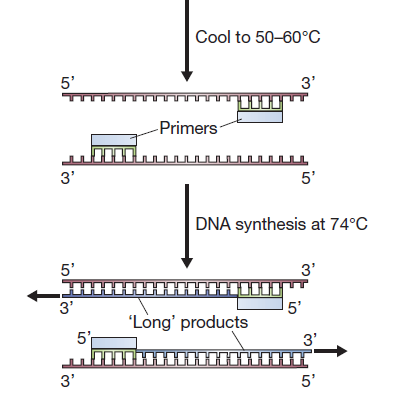 Cool to 50–60°C
5’ 3’
Primers
3’ 5’
DNA synthesis at 74°C
5’ 3’
3’ 5’
‘Long’ products
5’ 3’
3’ 5’